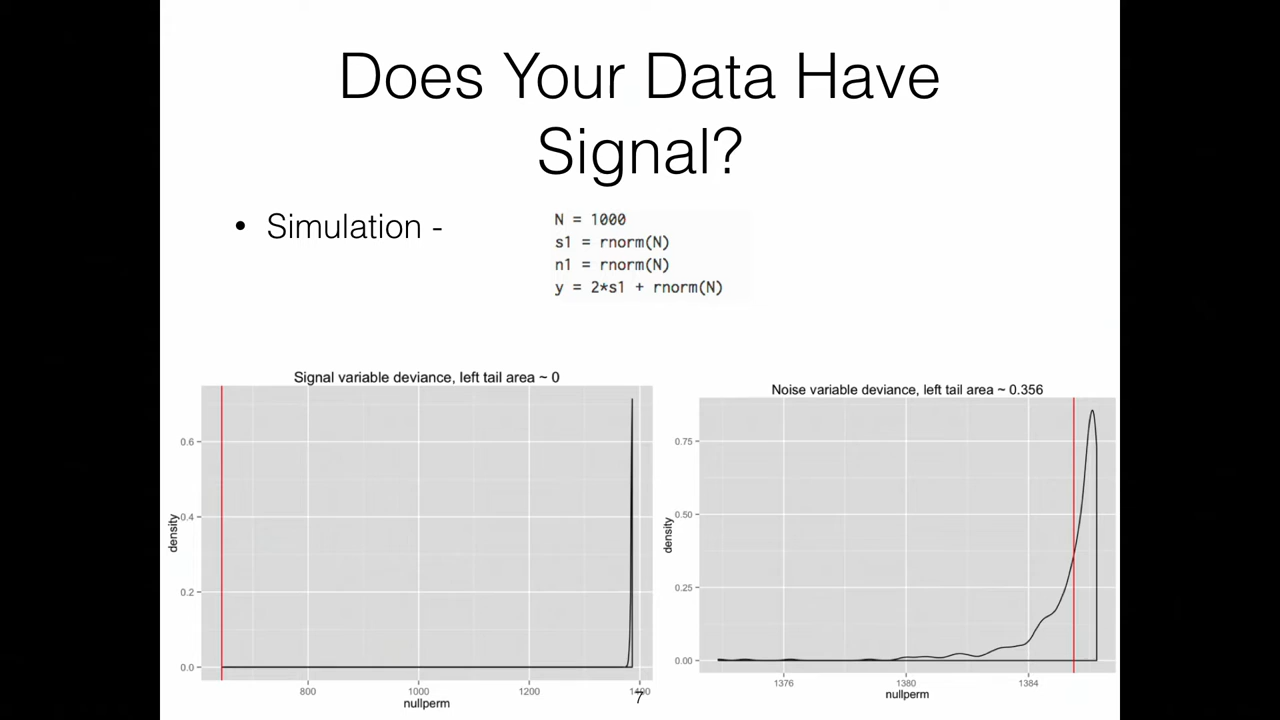 Does Your Data Have
Signal?
• Simulation -
N = 1000
s1 = rnorm(N)
n1 = rnorm(N)
y = 2*s1 + rnorm(N)
Signal variable deviance, left tail area ~ 0
density
0.6
0.4
0.2
0.0
800
1000
1200
1400
nullperm
Noise variable deviance, left tail area ~ 0.356
density
0.75
0.50
0.25
0.00
1376
1380
1384
nullperm
7